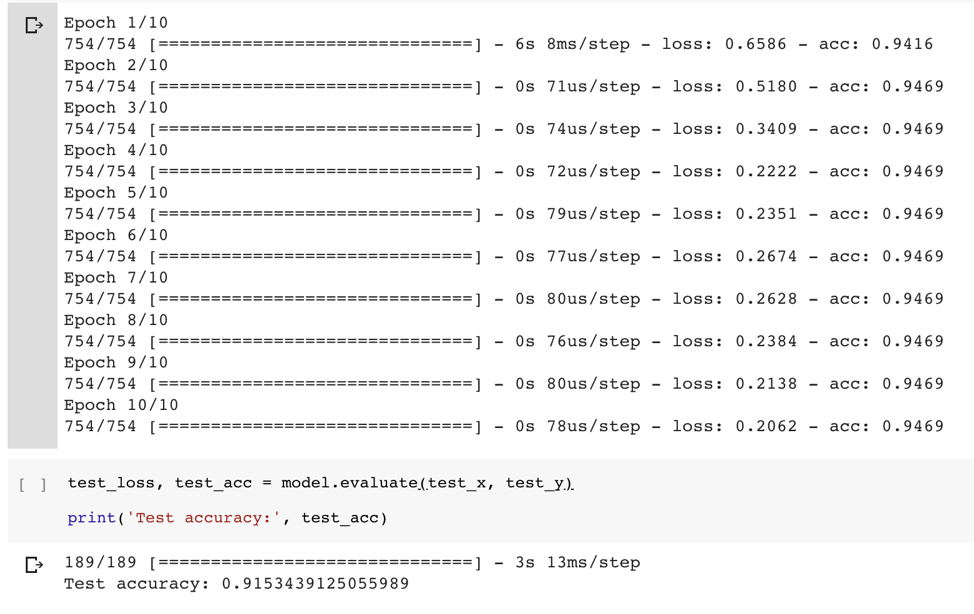 Epoch 1/10
754/754 [==============================] - 6s 8ms/step - loss: 0.6586 - acc: 0.9416
Epoch 2/10
754/754 [==============================] - 0s 71us/step - loss: 0.5180 - acc: 0.9469
Epoch 3/10
754/754 [==============================] - 0s 74us/step - loss: 0.3409 - acc: 0.9469
Epoch 4/10
754/754 [==============================] - 0s 72us/step - loss: 0.2222 - acc: 0.9469
Epoch 5/10
754/754 [==============================] - 0s 79us/step - loss: 0.2351 - acc: 0.9469
Epoch 6/10
754/754 [==============================] - 0s 77us/step - loss: 0.2674 - acc: 0.9469
Epoch 7/10
754/754 [==============================] - 0s 80us/step - loss: 0.2628 - acc: 0.9469
Epoch 8/10
754/754 [==============================] - 0s 76us/step - loss: 0.2384 - acc: 0.9469
Epoch 9/10
754/754 [==============================] - 0s 80us/step - loss: 0.2138 - acc: 0.9469
Epoch 10/10
754/754 [==============================] - 0s 78us/step - loss: 0.2062 - acc: 0.9469
[ ] test_loss, test_acc = model.evaluate(test_x, test_y)
print('Test accuracy:', test_acc)
189/189 [==============================] - 3s 13ms/step
Test accuracy: 0.9153439125055989